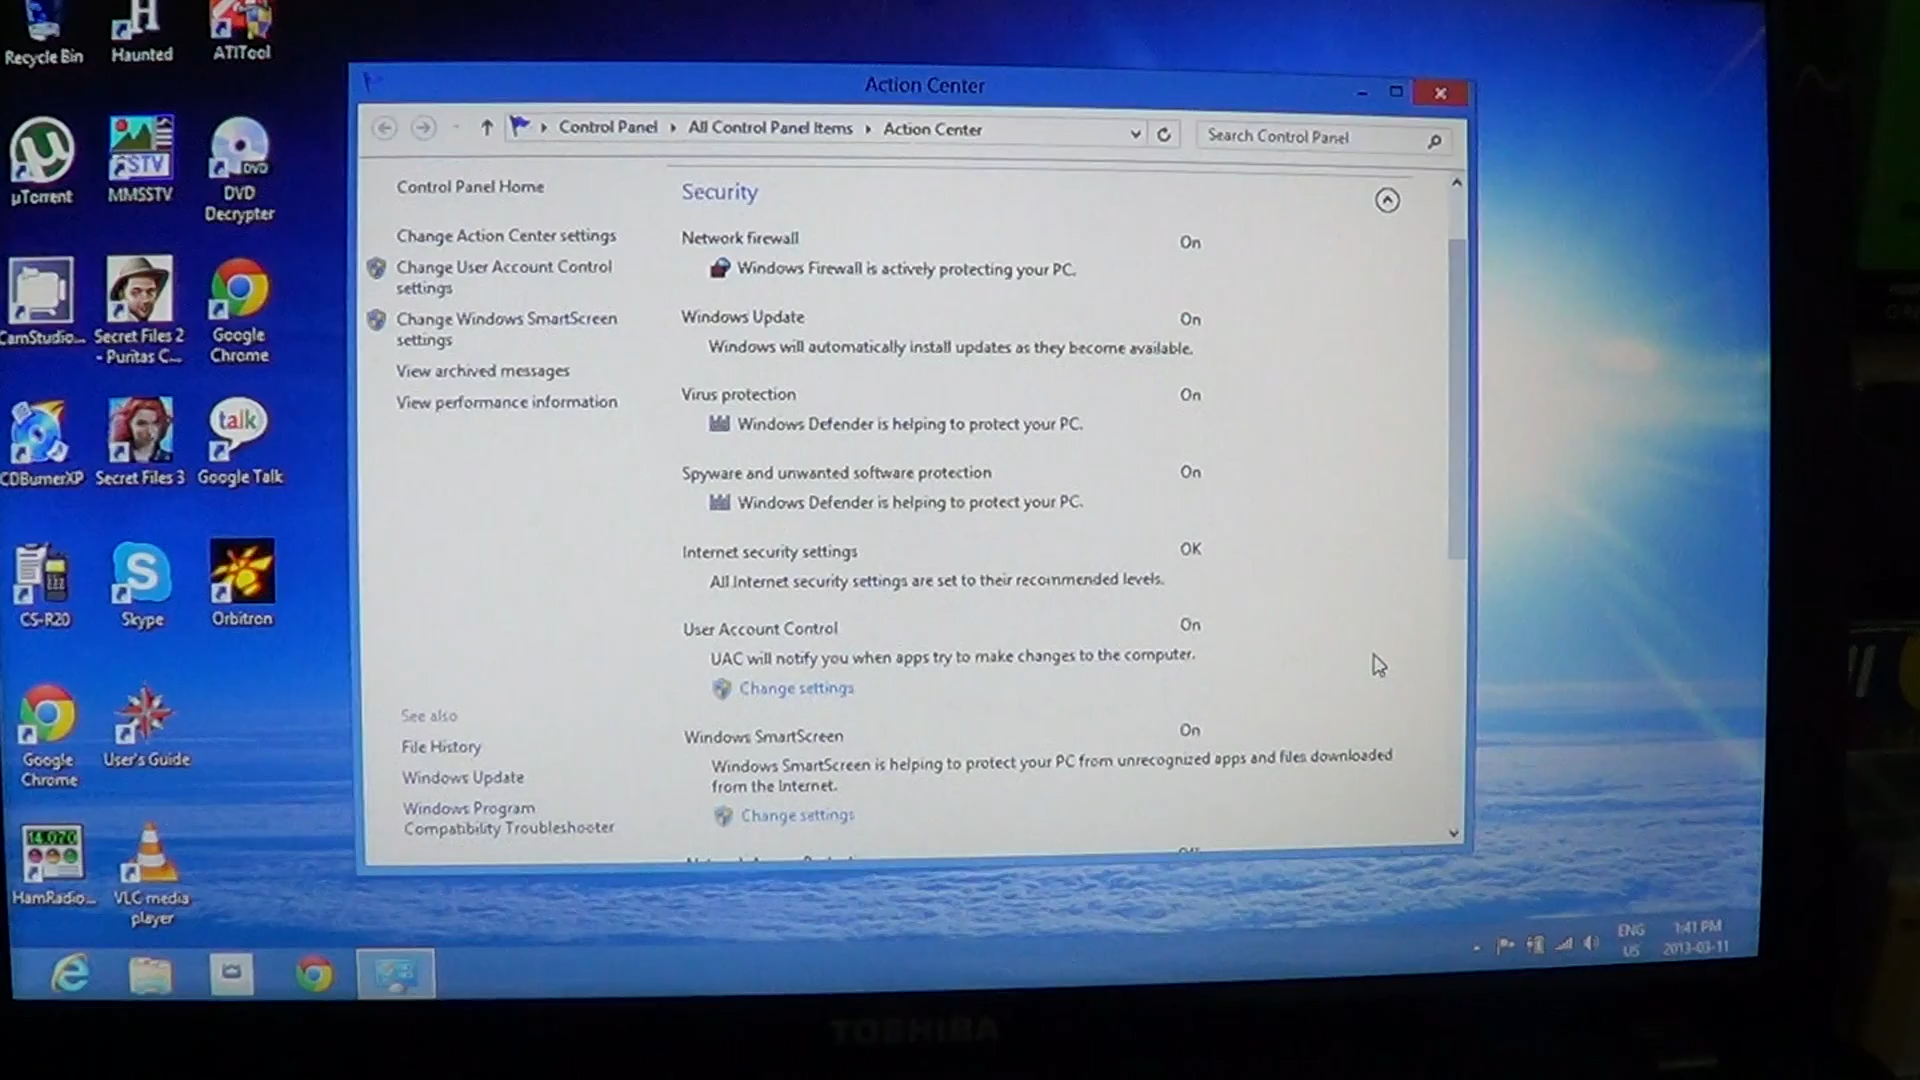 Recycle Bin
Haunted
ATITool
µTorrent
SSTV
MMSSTV
DVD
DVD
Decrypter
CamStudio...
Secret Files 2
- Puritas C...
Google
Chrome
CDBurnerXP
Secret Files 3
talk
Google Talk
CS-R20
Skype
Orbitron
Google
Chrome
User's Guide
14.070
HamRadio...
VLC media
player
Action Center
Control Panel
All Control Panel Items
Action Center
Search Control Panel
Control Panel Home
Change Action Center settings
Change User Account Control
settings
Change Windows SmartScreen
settings
View archived messages
View performance information
See also
File History
Windows Update
Windows Program
Compatibility Troubleshooter
Security
Network firewall On
Windows Firewall is actively protecting your PC.
Windows Update On
Windows will automatically install updates as they become available.
Virus protection On
Windows Defender is helping to protect your PC.
Spyware and unwanted software protection On
Windows Defender is helping to protect your PC.
Internet security settings OK
All Internet security settings are set to their recommended levels.
User Account Control On
UAC will notify you when apps try to make changes to the computer.
Change settings
Windows SmartScreen On
Windows SmartScreen is helping to protect your PC from unrecognized apps and files downloaded
from the Internet.
Change settings
ENG
US
1:41 PM
2013-03-11
TOSHIBA